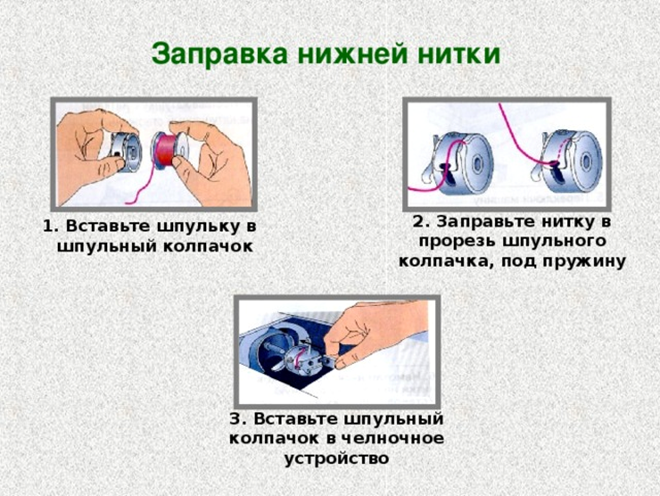 Заправка нижней нитки
1. Вставьте шпульку в
шпульный колпачок
2. Заправьте нитку в
прорезь шпульного
колпачка, под пружину
3. Вставьте шпульный
колпачок в челночное
устройство